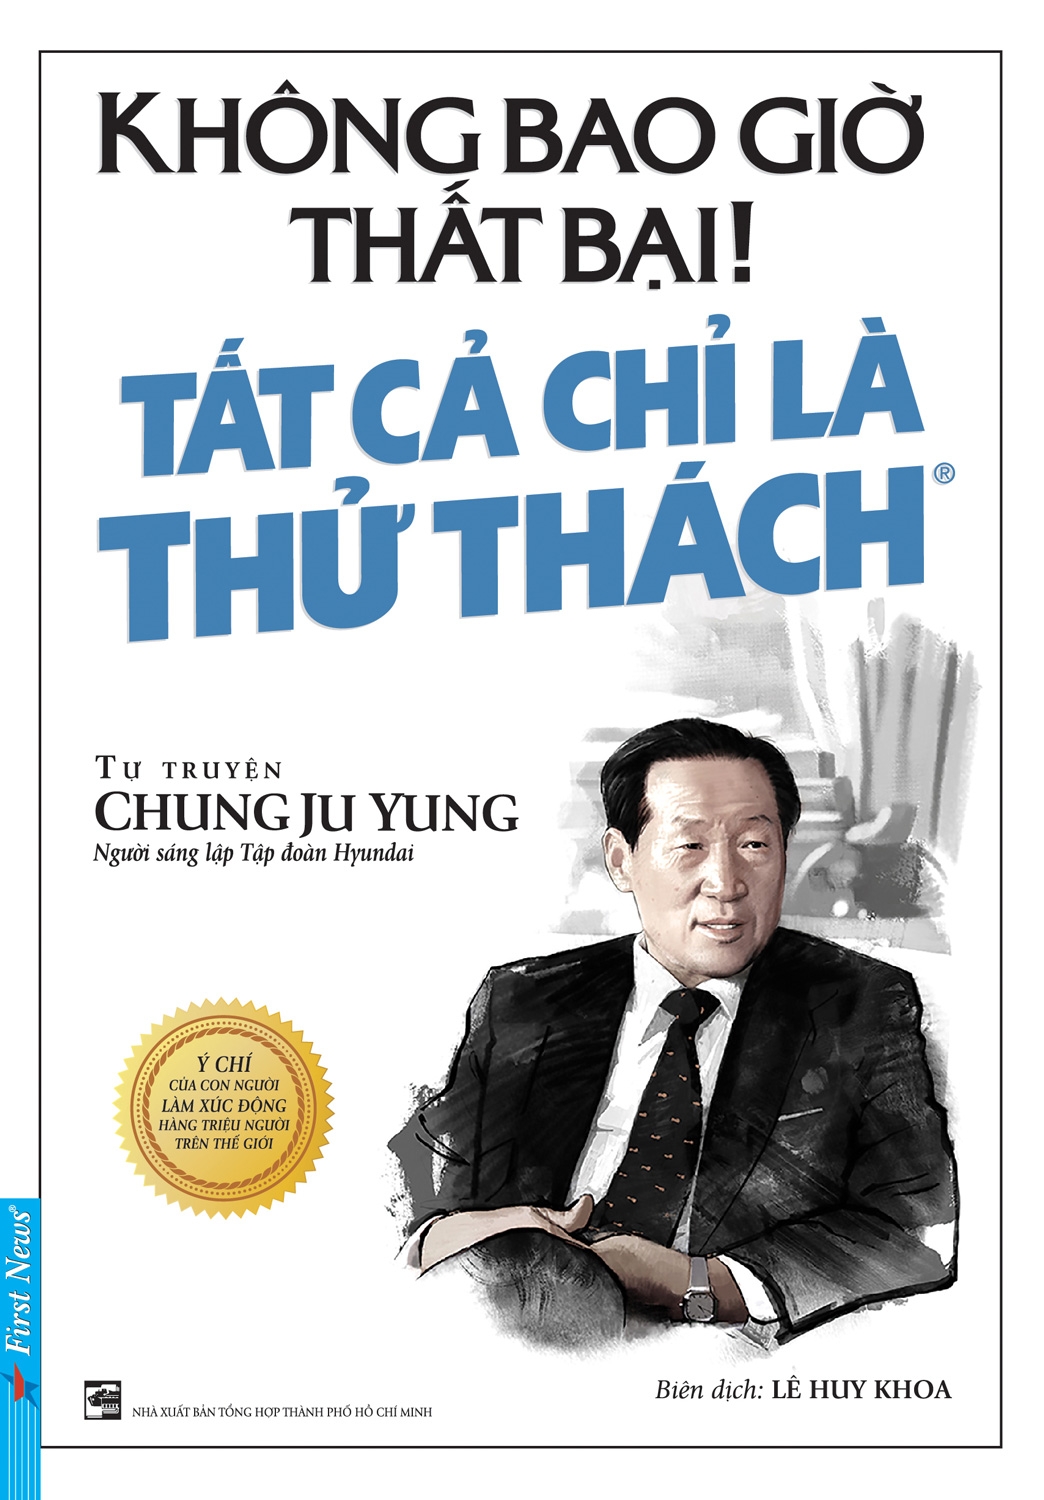 KHÔNG BAO GIỜ
THẤT BẠI!
TẤT CẢ CHỈ LÀ
THỬ THÁCH®
TỰ TRUYỆN
CHUNG JU YUNG
Người sáng lập Tập đoàn Hyundai
Ý CHÍ
CỦA CON NGƯỜI
LÀM XÚC ĐỘNG
HÀNG TRIỆU NGƯỜI
TRÊN THẾ GIỚI
First News®
NHÀ XUẤT BẢN TỔNG HỢP THÀNH PHỐ HỒ CHÍ MINH
Biên dịch: LÊ HUY KHOA